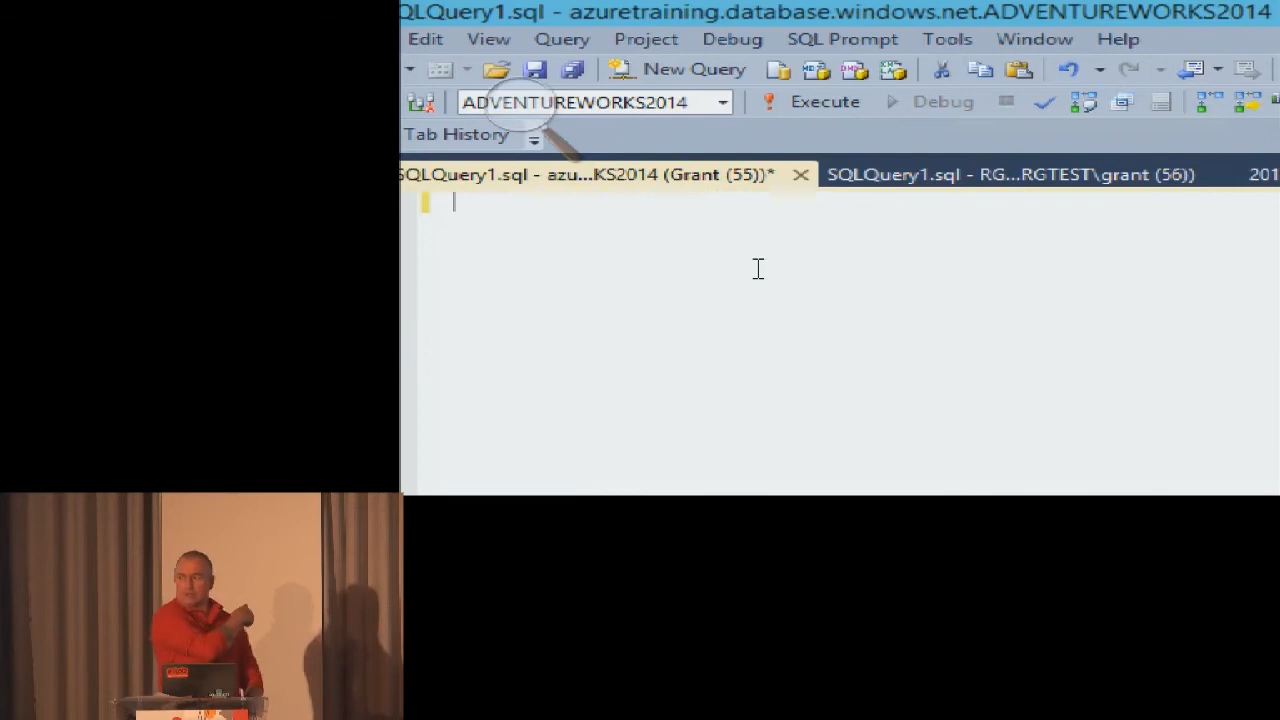 QLQuery1.sql - azuretraining.database.windows.net.ADVENTUREWORKS2014
Edit View Query Project Debug SQL Prompt Tools Window Help
New Query
ADVENTUREWORKS2014 Execute Debug
Tab History
SQLQuery1.sql - azu...KS2014 (Grant (55))* SQLQuery1.sql - RG...RGTEST\grant (56)) 201